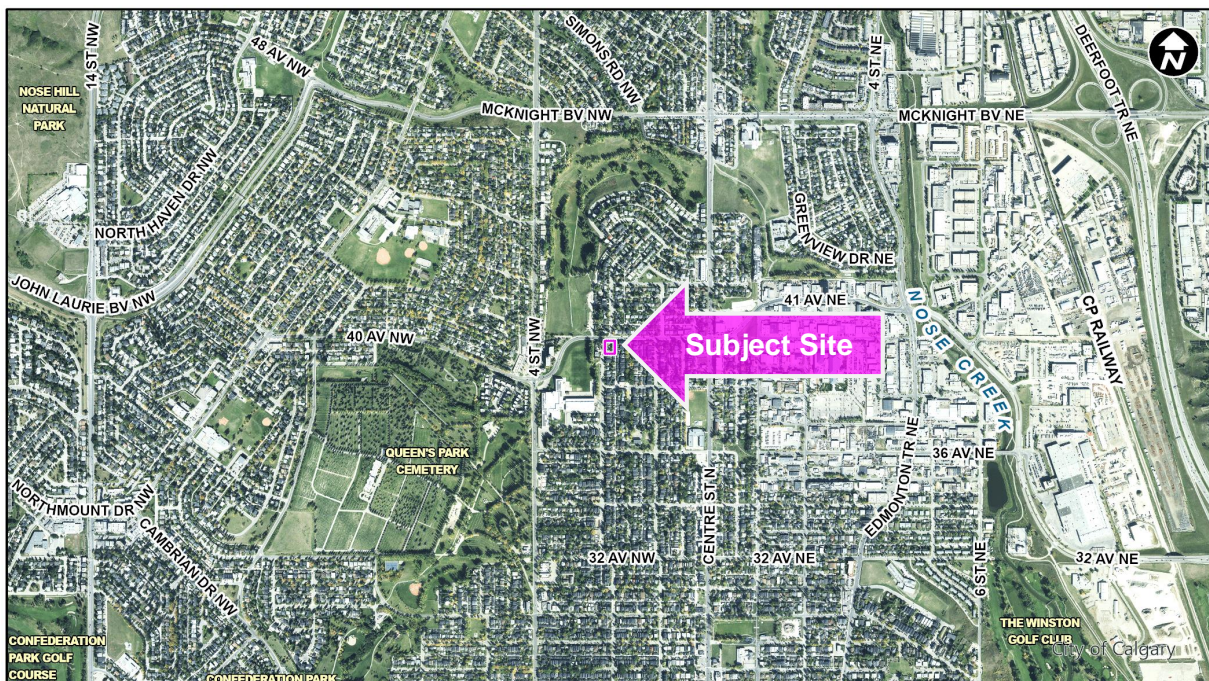 14 ST NW
48 AV NW
SIMONS RD NW
4 ST NE
DEERFOOT TR NE
N
NOSE HILL
NATURAL
PARK
MCKNIGHT BV NW
MCKNIGHT BV NE
NORTH HAVEN DR NW
GREENVIEW DR NE
JOHN LAURIE BV NW
40 AV NW
4 ST NW
41 AV NE
Subject Site
NOSE CREEK
CP RAILWAY
QUEEN'S PARK
CEMETERY
36 AV NE
NORTHMOUNT DR NW
CAMBRIAN DR NW
CENTRE ST N
EDMONTON TR NE
32 AV NW
32 AV NE
32 AV NE
6 ST NE
THE WINSTON
GOLF CLUB
City of Calgary
CONFEDERATION
PARK GOLF
COURSE
CONFEDERATION PARK